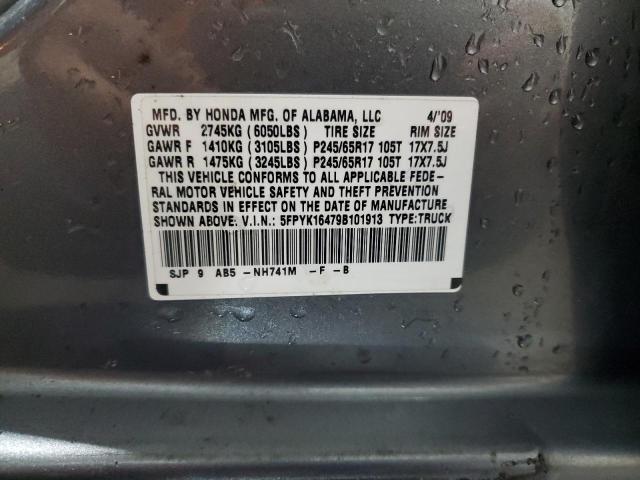 MFD. BY HONDA MFG. OF ALABAMA, LLC 4/'09
GVWR 2745KG (6050LBS) TIRE SIZE RIM SIZE
GAWR F 1410KG (3105LBS) P245/65R17 105T 17X7.5J
GAWR R 1475KG (3245LBS) P245/65R17 105T 17X7.5J
THIS VEHICLE CONFORMS TO ALL APPLICABLE FEDE-
RAL MOTOR VEHICLE SAFETY AND THEFT PREVENTION
STANDARDS IN EFFECT ON THE DATE OF MANUFACTURE
SHOWN ABOVE: V.I.N.: 5FPYK16479B101913 TYPE:TRUCK
SJP 9 AB5 -NH741M -F -B